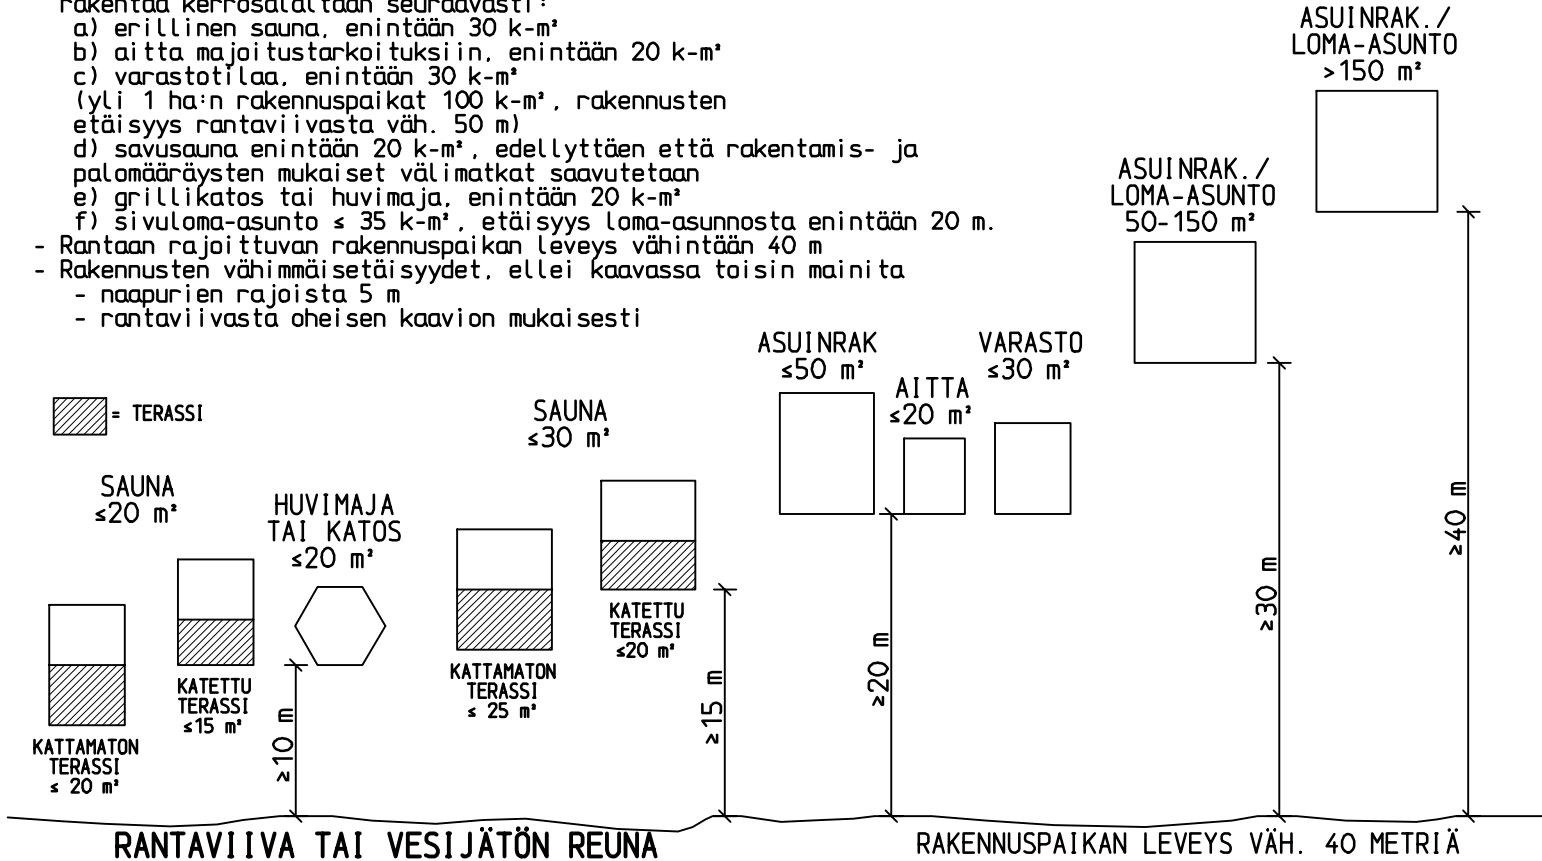 rakentaa kerrosalaltaan seuraavasti:
a) erillinen sauna, enintään 30 k-m²
b) aitta majoitustarkoituksiin, enintään 20 k-m²
c) varastotilaa, enintään 30 k-m²
(yli 1 ha:n rakennuspaikat 100 k-m², rakennusten
etäisyys rantaviivasta väh. 50 m)
d) savusauna enintään 20 k-m², edellyttäen että rakentamis- ja
palomääräysten mukaiset välimatkat saavutetaan
e) grillikatos tai huvimaja, enintään 20 k-m²
f) sivuloma-asunto ≤ 35 k-m², etäisyys loma-asunnosta enintään 20 m.
- Rantaan rajoittuvan rakennuspaikan leveys vähintään 40 m
- Rakennusten vähimmäisetäisyydet, ellei kaavassa toisin mainita
- naapurien rajoista 5 m
- rantaviivasta oheisen kaavion mukaisesti
= TERASSI
SAUNA
≤20 m²
KATTAMATON
TERASSI
≤ 20 m²
KATETTU
TERASSI
≤15 m²
HUVIMAJA
TAI KATOS
≤20 m²
≥10 m
SAUNA
≤30 m²
KATTAMATON
TERASSI
≤ 25 m²
KATETTU
TERASSI
≤20 m²
≥15 m
ASUINRAK
≤50 m²
AITTA
≤20 m²
VARASTO
≤30 m²
≥20 m
ASUINRAK./
LOMA-ASUNTO
50-150 m²
≥30 m
ASUINRAK./
LOMA-ASUNTO
>150 m²
≥40 m
RANTAVIIVA TAI VESIJÄTÖN REUNA
RAKENNUSPAIKAN LEVEYS VÄH. 40 METRIÄ